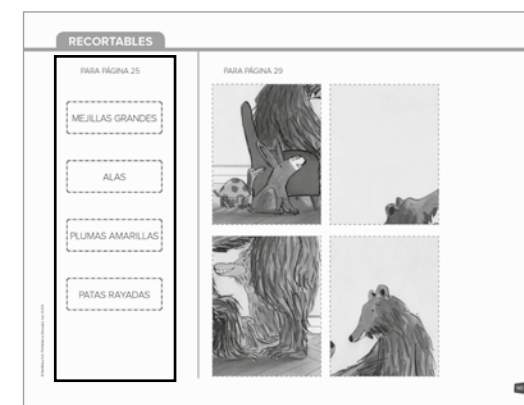 RECORTABLES
PARA PÁGINA 25
MEJILLAS GRANDES
ALAS
PLUMAS AMARILLAS
PATAS RAYADAS
PARA PÁGINA 29